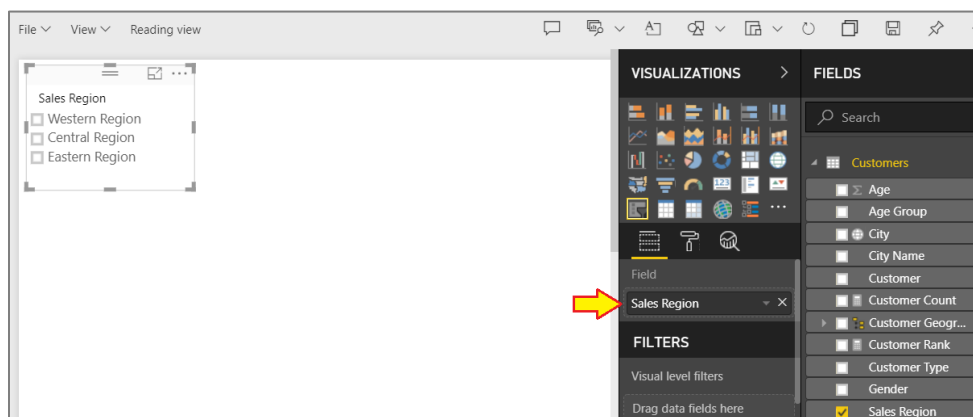 File View Reading view
Sales Region
Western Region
Central Region
Eastern Region
VISUALIZATIONS
123
Field
Sales Region
FILTERS
Visual level filters
Drag data fields here
FIELDS
Search
Customers
Age
Age Group
City
City Name
Customer
Customer Count
Customer Geogr...
Customer Rank
Customer Type
Gender
Sales Region